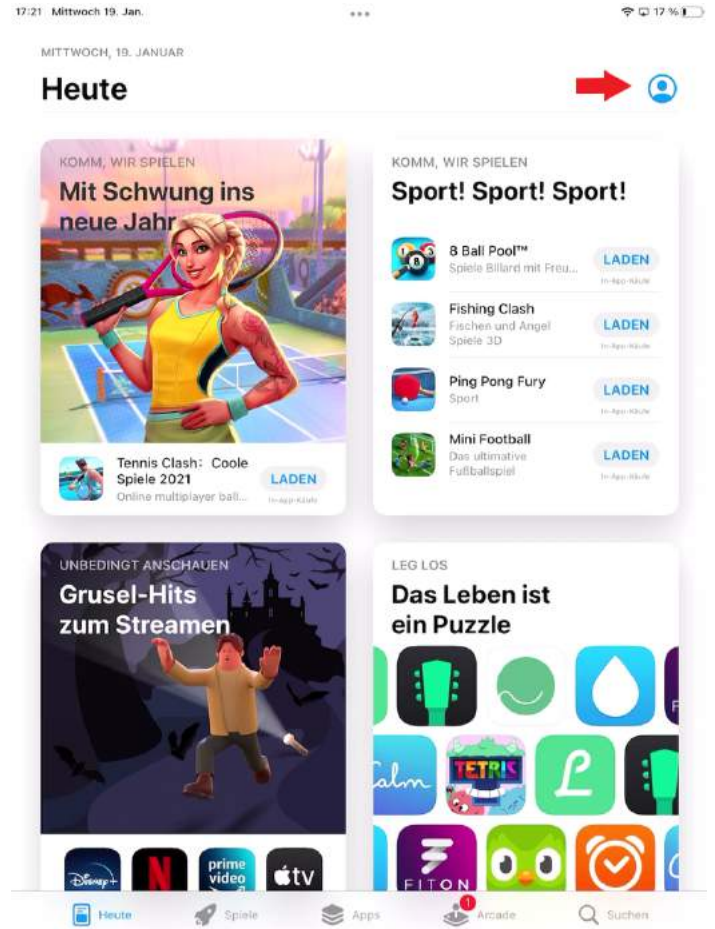 17:21 Mittwoch 19. Jan.
17 %
MITTWOCH, 19. JANUAR
Heute
KOMM, WIR SPIELEN
Mit Schwung ins
neue Jahr
Tennis Clash: Coole
Spiele 2021
Online multiplayer ball...
LADEN
In-App-Käufe
KOMM, WIR SPIELEN
Sport! Sport! Sport!
8 Ball Pool™
Spiele Billard mit Freu...
LADEN
In-App-Käufe
Fishing Clash
Fischen und Angel
Spiele 3D
LADEN
In-App-Käufe
Ping Pong Fury
Sport
LADEN
In-App-Käufe
Mini Football
Das ultimative
Fußballspiel
LADEN
In-App-Käufe
UNBEDINGT ANSCHAUEN
Grusel-Hits
zum Streamen
Disney+
N
prime
video
tv
LEG LOS
Das Leben ist
ein Puzzle
Calm
TETRIS
L
FITON
Heute
Spiele
Apps
1
Arcade
Suchen